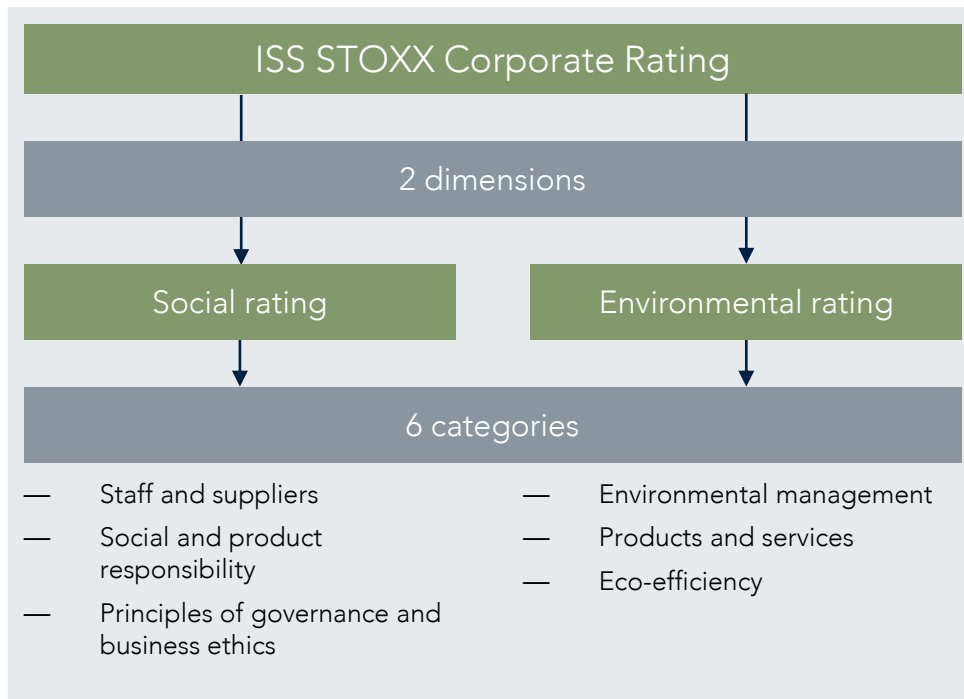 ISS STOXX Corporate Rating
2 dimensions
Social rating
Environmental rating
6 categories
— Staff and suppliers
— Social and product
responsibility
— Principles of governance and
business ethics
— Environmental management
— Products and services
— Eco-efficiency